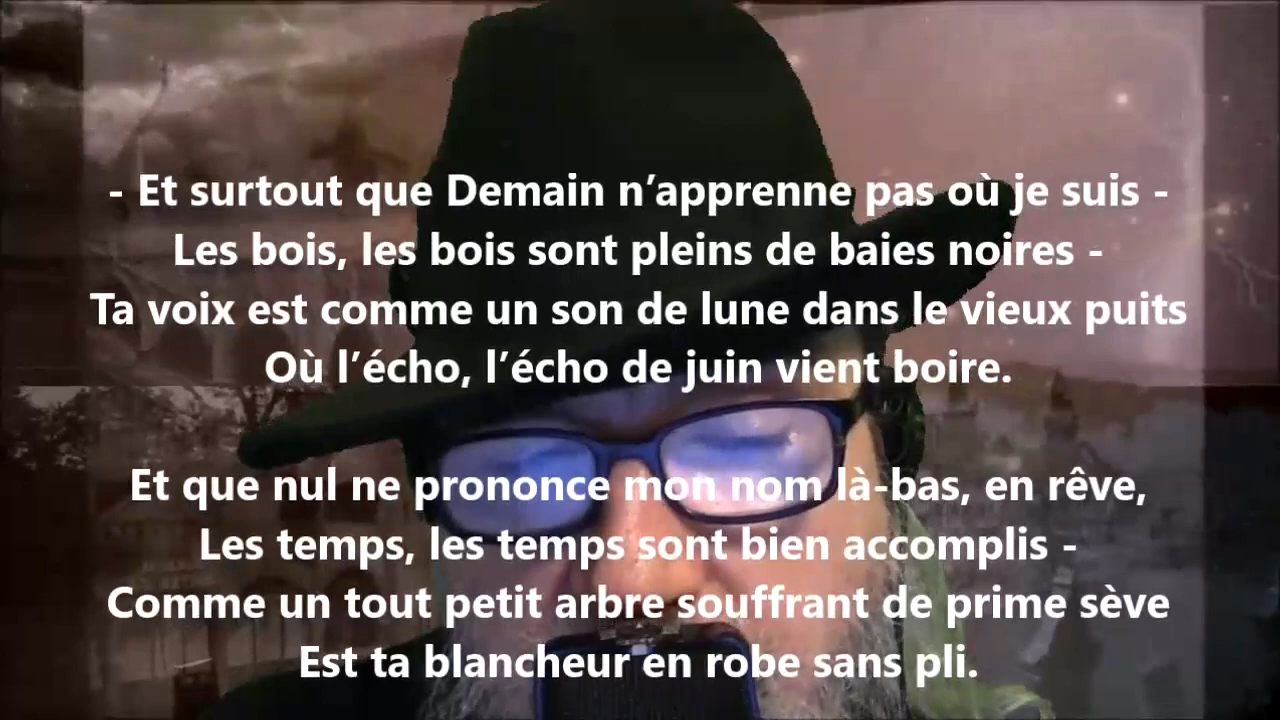 - Et surtout que Demain n’apprenne pas où je suis -
Les bois, les bois sont pleins de baies noires -
Ta voix est comme un son de lune dans le vieux puits
Où l’écho, l’écho de juin vient boire.
Et que nul ne prononce mon nom là-bas, en rêve,
Les temps, les temps sont bien accomplis -
Comme un tout petit arbre souffrant de prime sève
Est ta blancheur en robe sans pli.